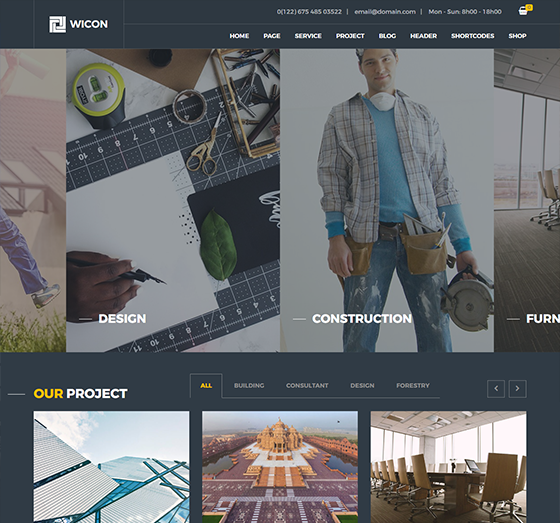 0(122) 675 485 03522 | email@domain.com | Mon - Sun: 8h00 - 18h00 0
WICON
HOME PAGE SERVICE PROJECT BLOG HEADER SHORTCODES SHOP
DESIGN CONSTRUCTION FURN
OUR PROJECT ALL BUILDING CONSULTANT DESIGN FORESTRY